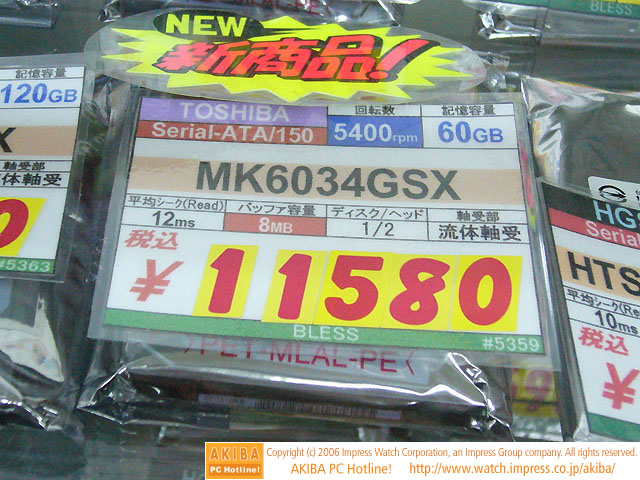 BLESS
NEW
新商品!
記憶容量
120GB
X
軸受部
流体軸受
0
#5363
TOSHIBA
回転数
記憶容量
Serial-ATA/150
5400rpm
60GB
MK6034GSX
平均シーク(Read)
バッファ容量
ディスク/ヘッド
軸受部
12ms
8MB
1/2
流体軸受
税込
¥11580
BLESS
#5359
>PET-MLAL-PE<
HG
Serial
HTS
平均シーク(Re
10ms
税込
¥
AKIBA
PC Hotline!
Copyright (c) 2006 Impress Watch Corporation, an Impress Group company. All rights reserved.
AKIBA PC Hotline! http://www.watch.impress.co.jp/akiba/